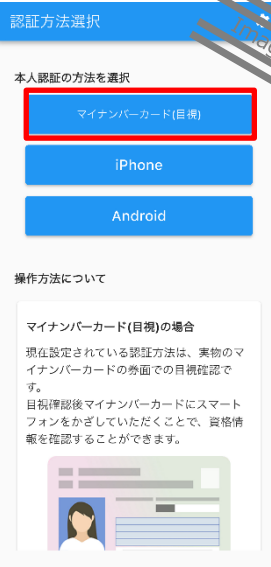 認証方法選択
本人認証の方法を選択
マイナンバーカード(目視)
iPhone
Android
操作方法について
マイナンバーカード(目視)の場合
現在設定されている認証方法は、実物のマ
イナンバーカードの券面での目視確認で
す。
目視確認後マイナンバーカードにスマート
フォンをかざしていただくことで、資格情
報を確認することができます。